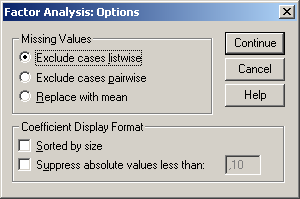 Factor Analysis: Options
Missing Values
Exclude cases listwise
Exclude cases pairwise
Replace with mean
Continue
Cancel
Help
Coefficient Display Format
Sorted by size
Suppress absolute values less than: ,10